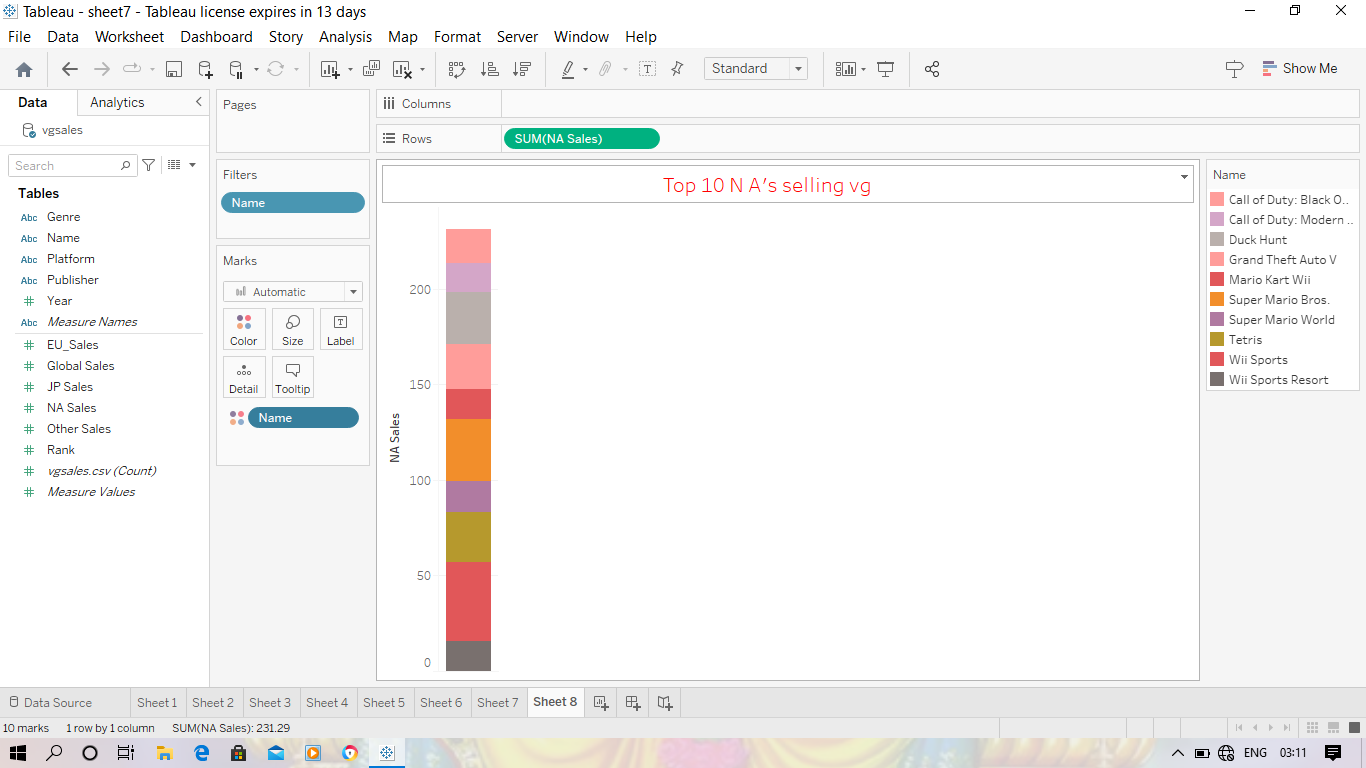 Tableau - sheet7 - Tableau license expires in 13 days
File Data Worksheet Dashboard Story Analysis Map Format Server Window Help
Standard
Show Me
Data Analytics
vgsales
Search
Tables
Abc Genre
Abc Name
Abc Platform
Abc Publisher
# Year
Abc Measure Names
# EU_Sales
# Global Sales
# JP Sales
# NA Sales
# Other Sales
# Rank
# vgsales.csv (Count)
# Measure Values
Pages
Filters
Name
Marks
Automatic
Color Size Label
Detail Tooltip
Name
Columns
Rows SUM(NA Sales)
Top 10 N A's selling vg
200
150
100
50
0
NA Sales
Name
Call of Duty: Black O..
Call of Duty: Modern ..
Duck Hunt
Grand Theft Auto V
Mario Kart Wii
Super Mario Bros.
Super Mario World
Tetris
Wii Sports
Wii Sports Resort
Data Source Sheet 1 Sheet 2 Sheet 3 Sheet 4 Sheet 5 Sheet 6 Sheet 7 Sheet 8
10 marks 1 row by 1 column SUM(NA Sales): 231.29
ENG 03:11